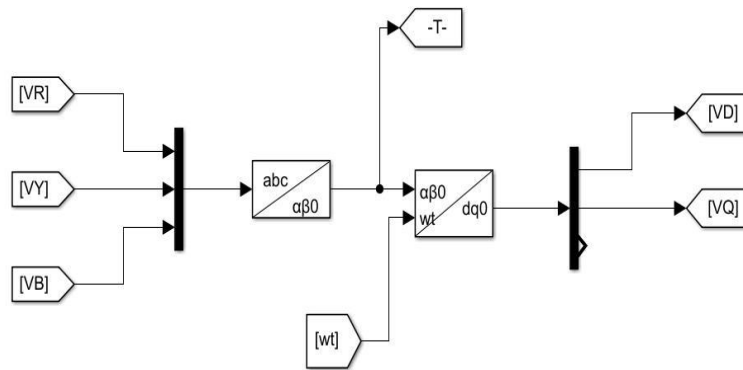 -T-
[VR]
[VD]
abc
αβ0
[VY]
αβ0
wt
dq0
[VQ]
[VB]
[wt]